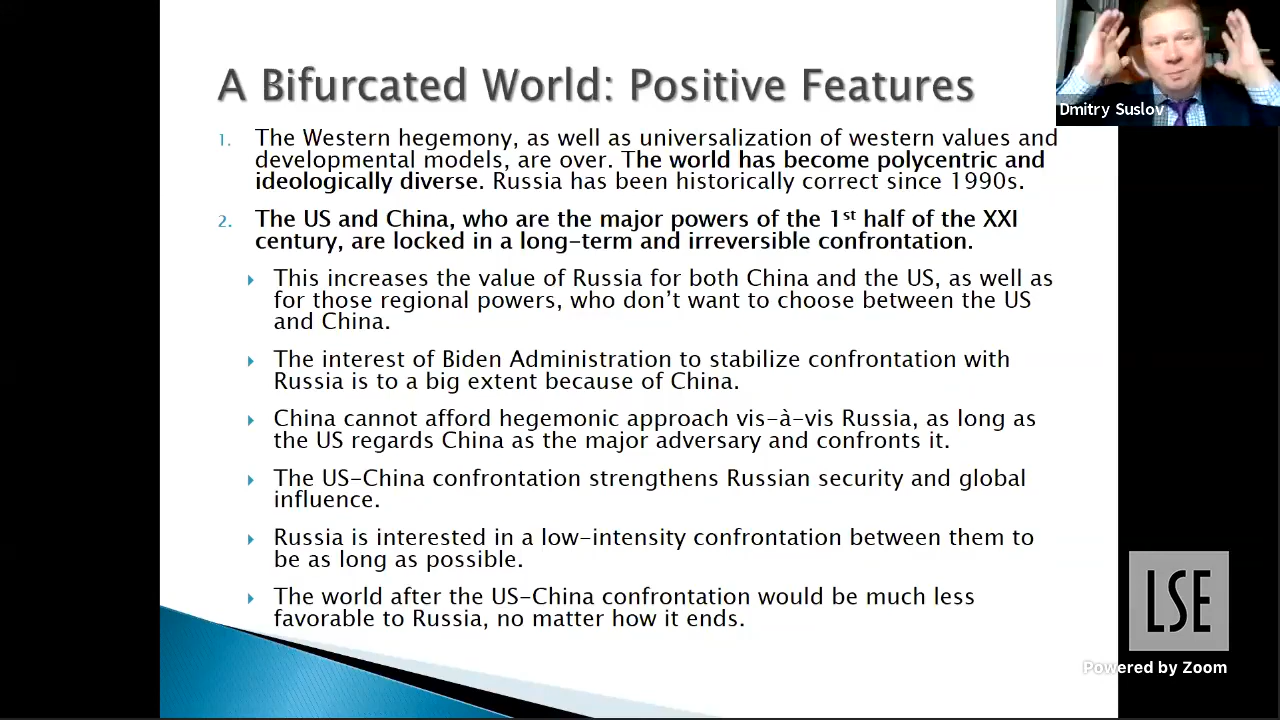 A Bifurcated World: Positive Features
Dmitry Suslov
1. The Western hegemony, as well as universalization of western values and
developmental models, are over. The world has become polycentric and
ideologically diverse. Russia has been historically correct since 1990s.
2. The US and China, who are the major powers of the 1st half of the XXI
century, are locked in a long-term and irreversible confrontation.
This increases the value of Russia for both China and the US, as well as
for those regional powers, who don't want to choose between the US
and China.
The interest of Biden Administration to stabilize confrontation with
Russia is to a big extent because of China.
China cannot afford hegemonic approach vis-à-vis Russia, as long as
the US regards China as the major adversary and confronts it.
The US-China confrontation strengthens Russian security and global
influence.
Russia is interested in a low-intensity confrontation between them to
be as long as possible.
The world after the US-China confrontation would be much less
favorable to Russia, no matter how it ends.
LSE
Powered by Zoom